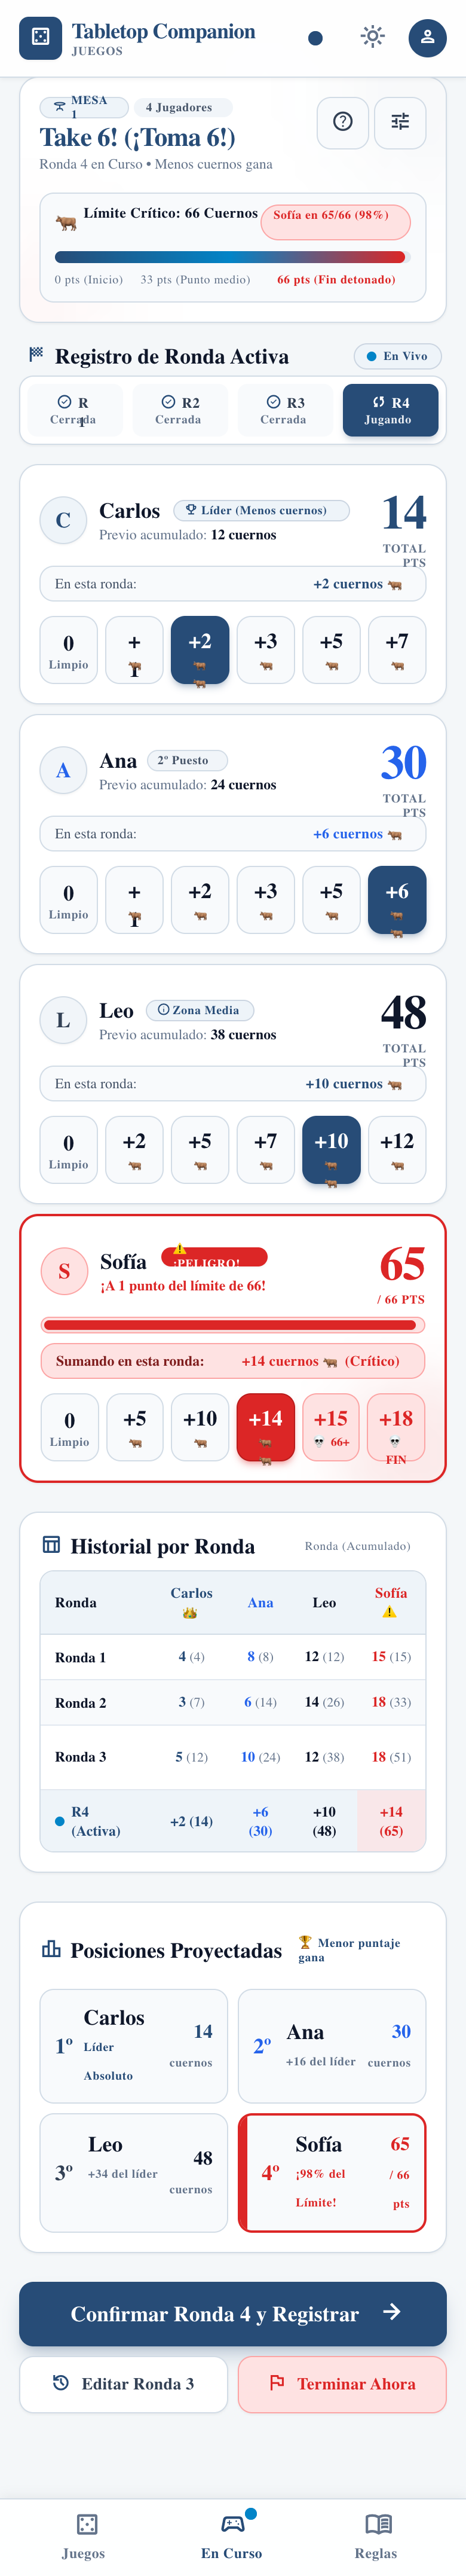 Tabletop Companion
JUEGOS
MESA 1
4 Jugadores
Take 6! (¡Toma 6!)
Ronda 4 en Curso • Menos cuernos gana
Límite Crítico: 66 Cuernos
Sofía en 65/66 (98%)
0 pts (Inicio)
33 pts (Punto medio)
66 pts (Fin detonado)
Registro de Ronda Activa
En Vivo
R1
Cerrada
R2
Cerrada
R3
Cerrada
R4
Jugando
C
Carlos
Líder (Menos cuernos)
Previo acumulado: 12 cuernos
14
TOTAL PTS
En esta ronda:
+2 cuernos
0
Limpio
+1
+2
+3
+5
+7
A
Ana
2º Puesto
Previo acumulado: 24 cuernos
30
TOTAL PTS
En esta ronda:
+6 cuernos
0
Limpio
+1
+2
+3
+5
+6
L
Leo
Zona Media
Previo acumulado: 38 cuernos
48
TOTAL PTS
En esta ronda:
+10 cuernos
0
Limpio
+2
+5
+7
+10
+12
S
Sofía
¡PELIGRO!
¡A 1 punto del límite de 66!
65
/ 66 PTS
Sumando en esta ronda:
+14 cuernos (Crítico)
0
Limpio
+5
+10
+14
+15
66+
+18
FIN
Historial por Ronda
Ronda (Acumulado)
Ronda Carlos Ana Leo Sofía
Ronda 1 4 (4) 8 (8) 12 (12) 15 (15)
Ronda 2 3 (7) 6 (14) 14 (26) 18 (33)
Ronda 3 5 (12) 10 (24) 12 (38) 18 (51)
R4 (Activa) +2 (14) +6 (30) +10 (48) +14 (65)
Posiciones Proyectadas
Menor puntaje gana
1º
Carlos
Líder Absoluto
14
cuernos
2º
Ana
+16 del líder
30
cuernos
3º
Leo
+34 del líder
48
cuernos
4º
Sofía
¡98% del Límite!
65
/ 66 pts
Confirmar Ronda 4 y Registrar
Editar Ronda 3
Terminar Ahora
Juegos
En Curso
Reglas